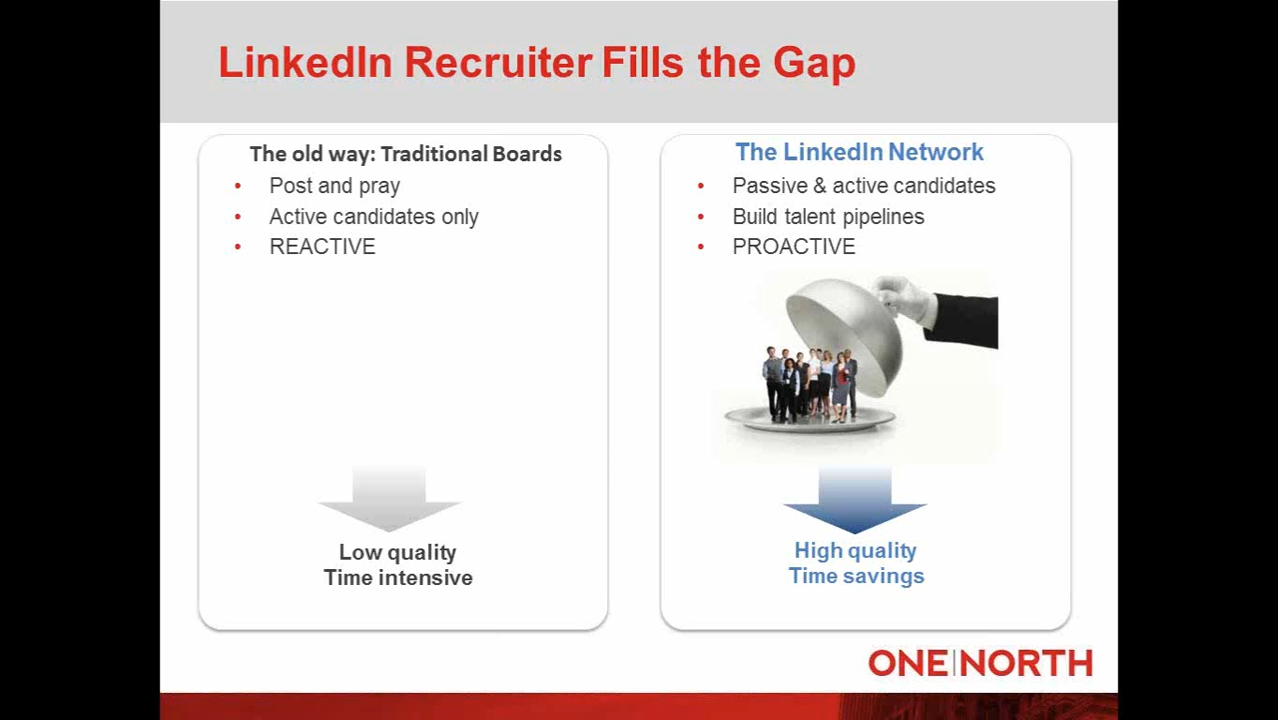 LinkedIn Recruiter Fills the Gap
The old way: Traditional Boards
• Post and pray
• Active candidates only
• REACTIVE
Low quality
Time intensive
The LinkedIn Network
• Passive & active candidates
• Build talent pipelines
• PROACTIVE
High quality
Time savings
ONE|NORTH